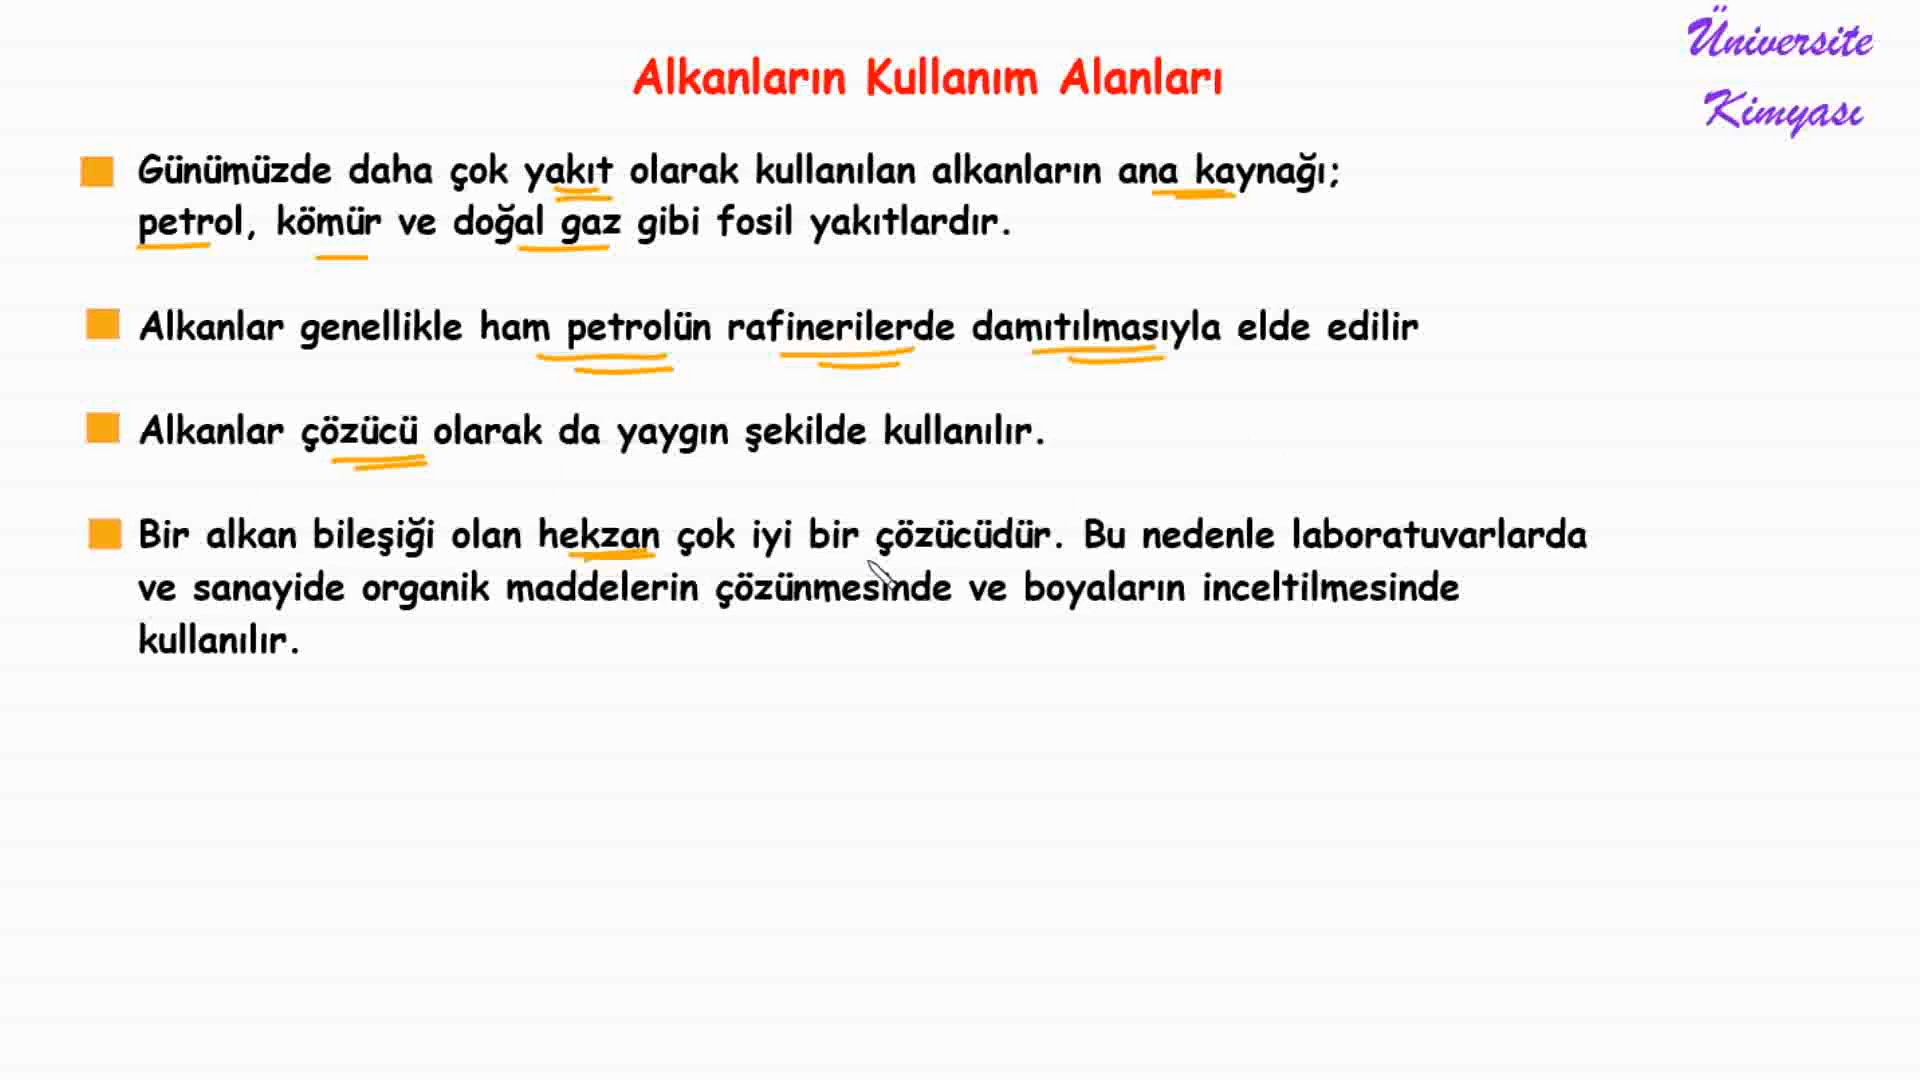 Üniversite
Kimyası
Alkanların Kullanım Alanları
Günümüzde daha çok yakıt olarak kullanılan alkanların ana kaynağı;
petrol, kömür ve doğal gaz gibi fosil yakıtlardır.
Alkanlar genellikle ham petrolün rafinerilerde damıtılmasıyla elde edilir
Alkanlar çözücü olarak da yaygın şekilde kullanılır.
Bir alkan bileşiği olan hekzan çok iyi bir çözücüdür. Bu nedenle laboratuvarlarda
ve sanayide organik maddelerin çözünmesinde ve boyaların inceltilmesinde
kullanılır.